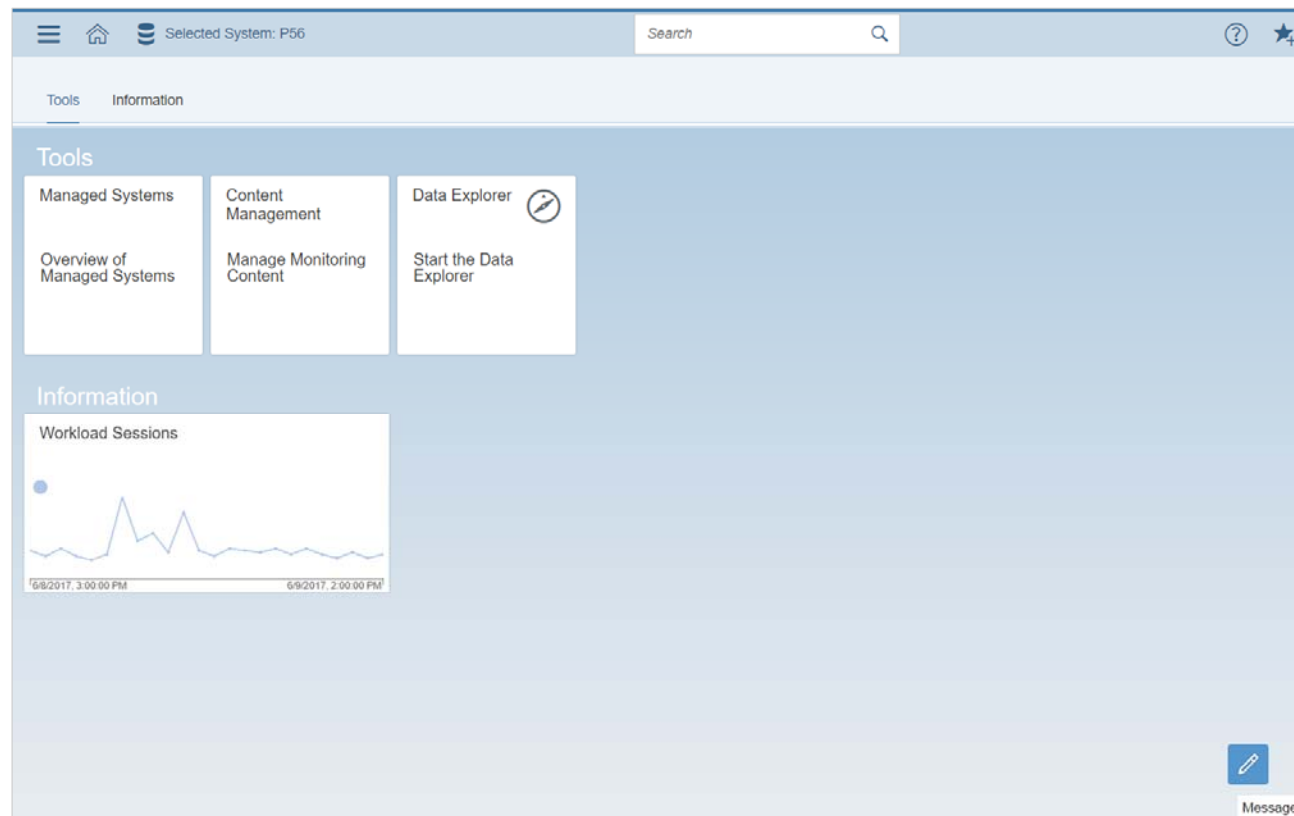 Selected System: P56
Search
Tools
Information
Tools
Managed Systems
Overview of
Managed Systems
Content
Management
Manage Monitoring
Content
Data Explorer
Start the Data
Explorer
Information
Workload Sessions
6/8/2017, 3:00:00 PM
6/9/2017, 2:00:00 PM
Message